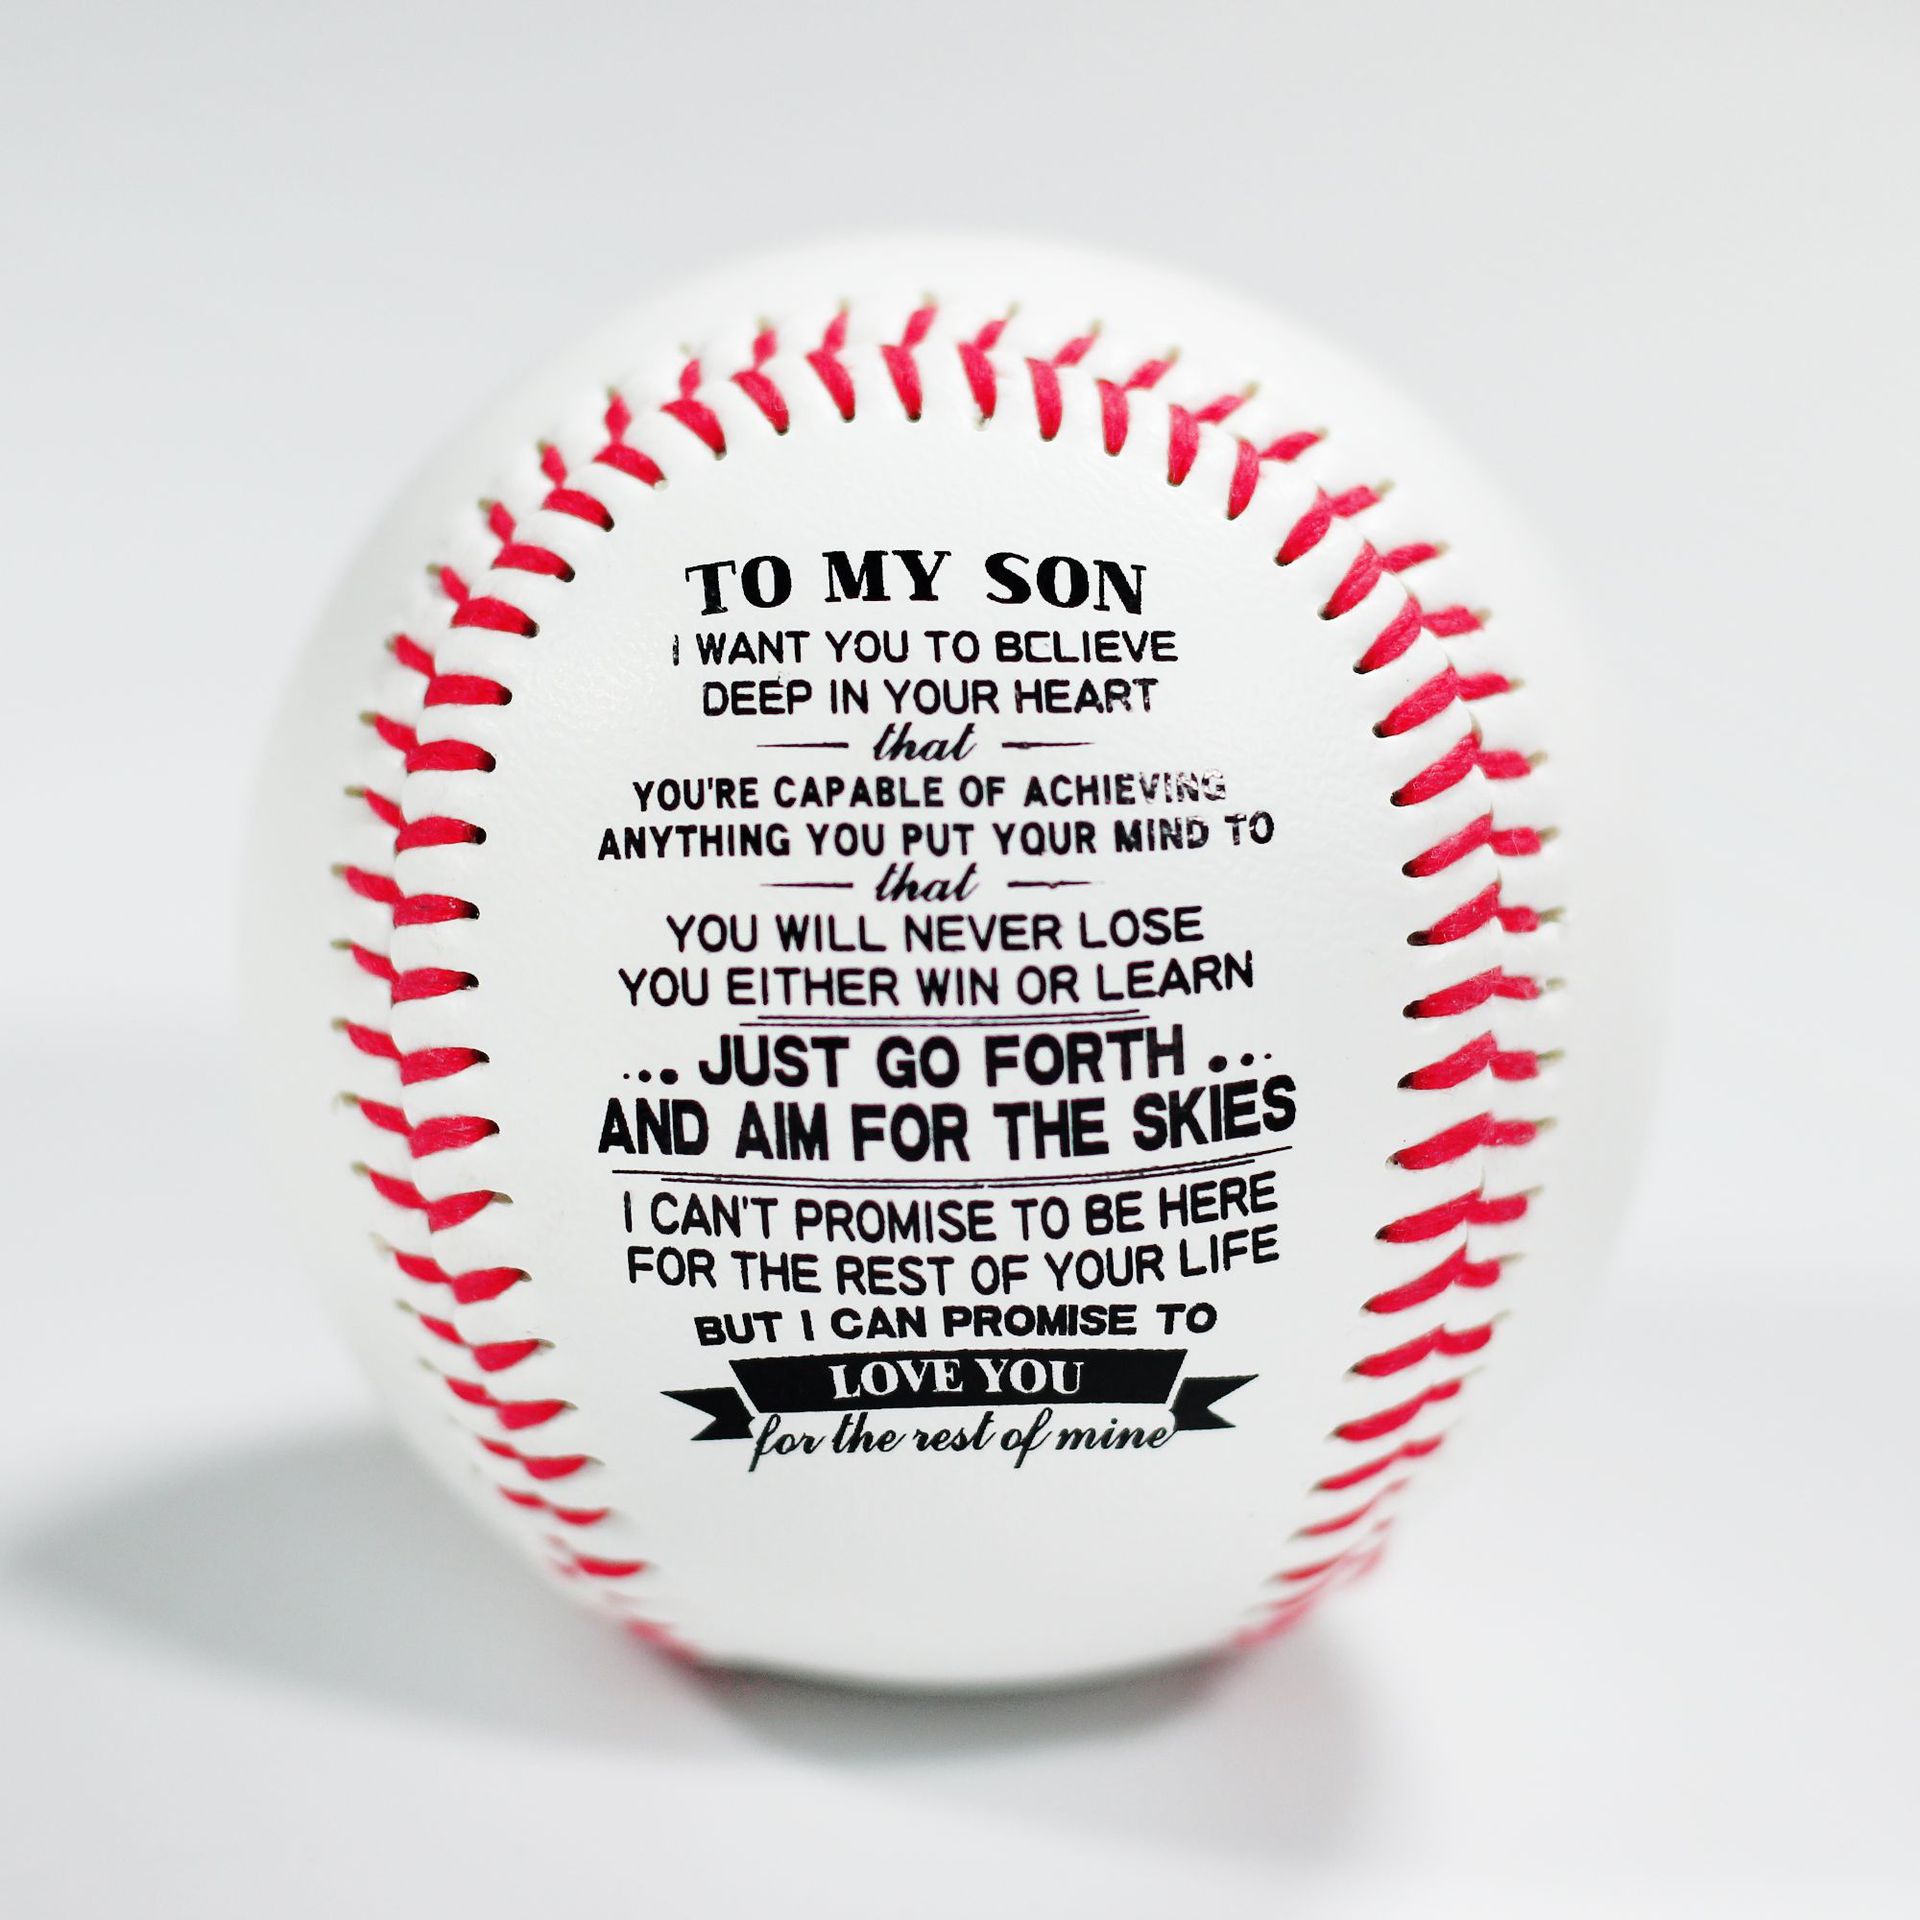 TO MY SON
I WANT YOU TO BELIEVE
DEEP IN YOUR HEART
that
YOU'RE CAPABLE OF ACHIEVING
ANYTHING YOU PUT YOUR MIND TO
that
YOU WILL NEVER LOSE
YOU EITHER WIN OR LEARN
... JUST GO FORTH ...
AND AIM FOR THE SKIES
I CAN'T PROMISE TO BE HERE
FOR THE REST OF YOUR LIFE
BUT I CAN PROMISE TO
LOVE YOU
for the rest of mine